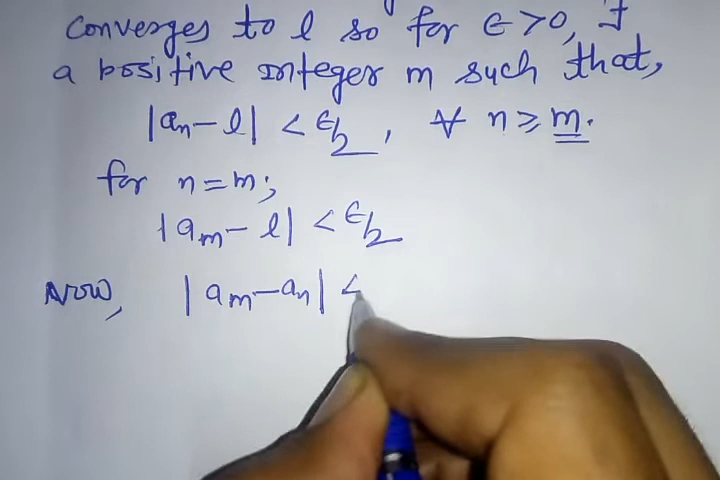 converges to l so for ∈ > 0, ∃
a positive integer m such that,
|aₙ - l| < ∈/2, ∀ n ≥ m.
for n = m;
|aₘ - l| < ∈/2
Now, |aₘ - aₙ| <